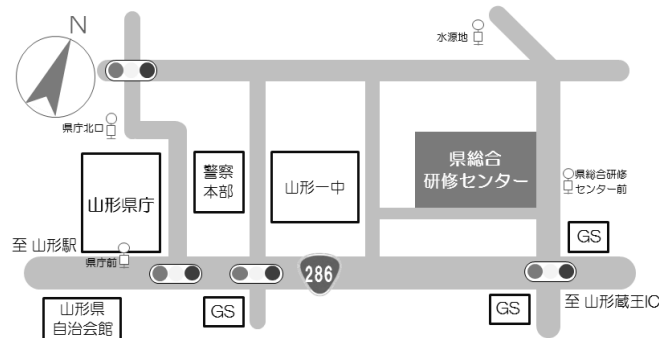 N
水源地
県庁北口
山形県庁
警察
本部
山形一中
県総合
研修センター
県総合研修
センター前
GS
至 山形駅
県庁前
286
山形県
自治会館
GS
GS
至 山形蔵王IC